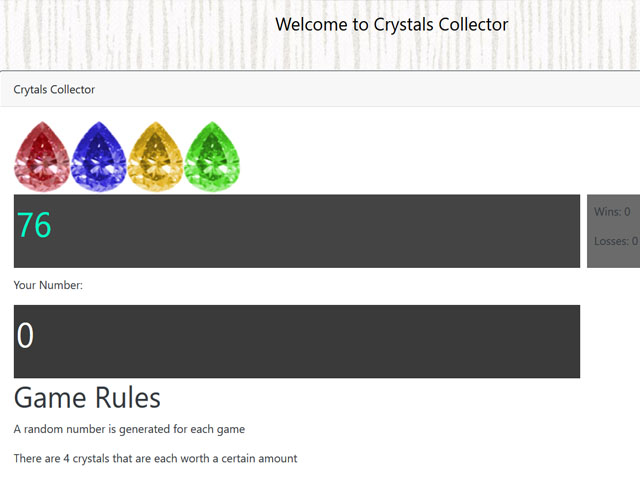 Welcome to Crystals Collector
Crytals Collector
76
Wins: 0
Losses: 0
Your Number:
0
Game Rules
A random number is generated for each game
There are 4 crystals that are each worth a certain amount